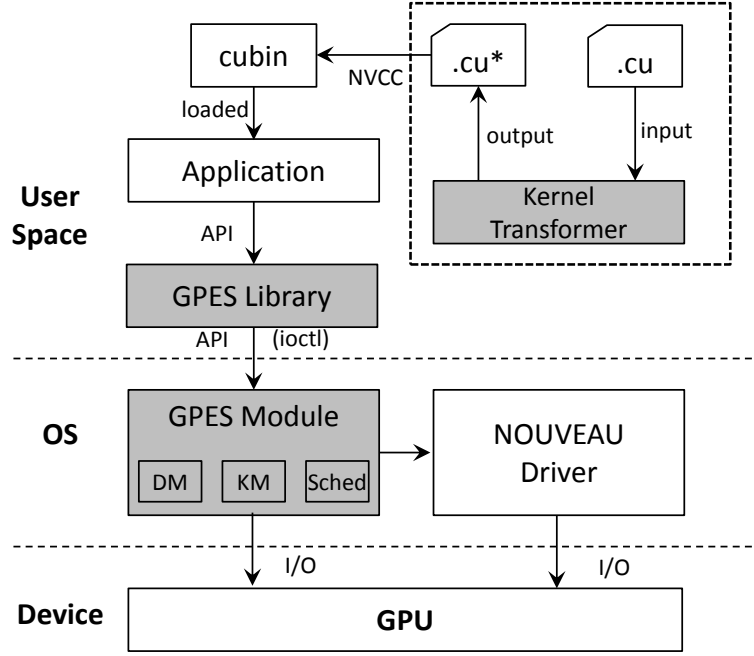 cubin
.cu*
.cu
NVCC
loaded
output
input
Application
Kernel
Transformer
User
Space
API
GPES Library
API
(ioctl)
OS
GPES Module
DM
KM
Sched
NOUVEAU
Driver
I/O
I/O
Device
GPU